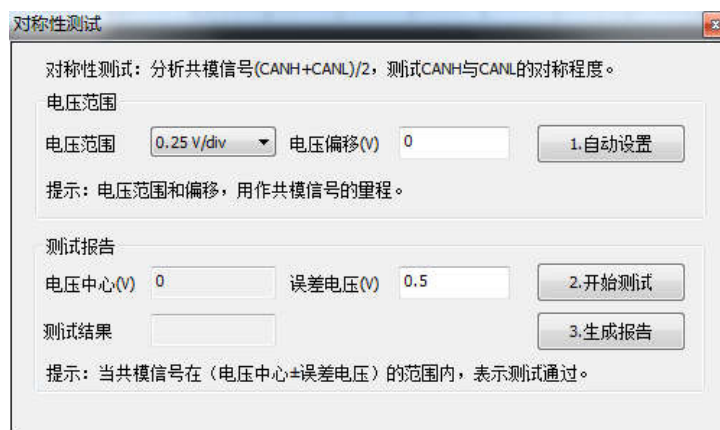 对称性测试
对称性测试：分析共模信号(CANH+CANL)/2，测试CANH与CANL的对称程度。
电压范围
电压范围 0.25 V/div 电压偏移(V) 0 1.自动设置
提示：电压范围和偏移，用作共模信号的量程。
测试报告
电压中心(V) 0 误差电压(V) 0.5 2.开始测试
测试结果 3.生成报告
提示：当共模信号在（电压中心±误差电压）的范围内，表示测试通过。